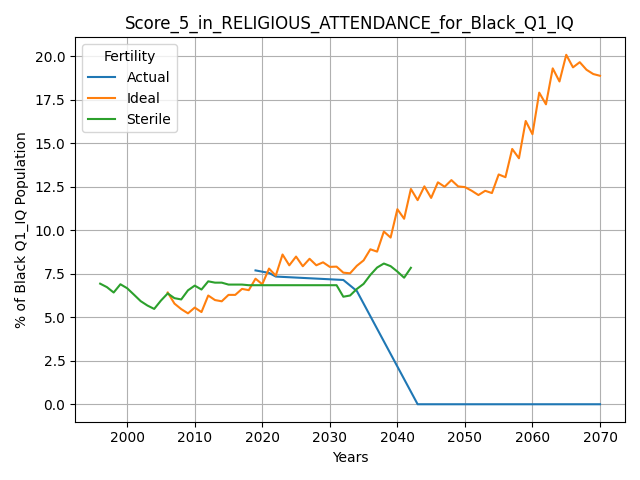 Score_5_in_RELIGIOUS_ATTENDANCE_for_Black_Q1_IQ
Fertility
Actual
Ideal
Sterile
% of Black Q1_IQ Population
20.0
17.5
15.0
12.5
10.0
7.5
5.0
2.5
0.0
2000 2010 2020 2030 2040 2050 2060 2070
Years